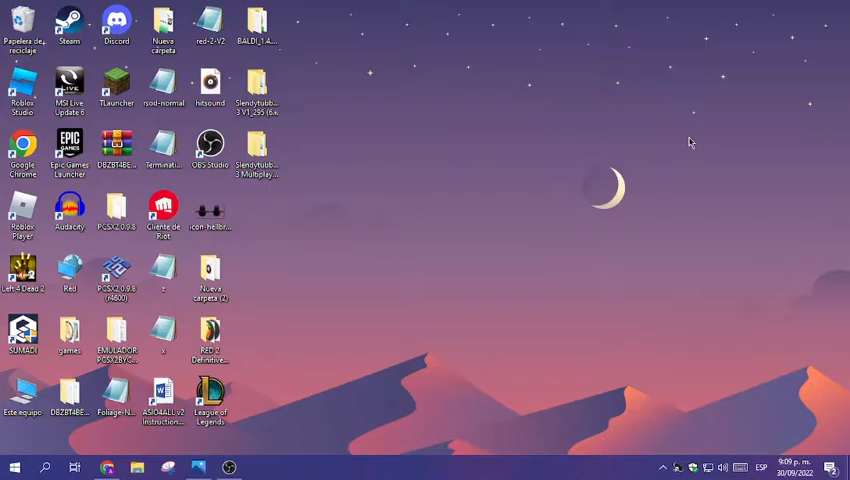 Papelera de
reciclaje
Steam
Discord
Nueva
carpeta
red-2-V2
BALDI_1.4....
Roblox
Studio
MSI Live
Update 6
TLauncher
rsod-normal
hitsound
Slendytubb...
3 V1_295 (6...
Google
Chrome
Epic Games
Launcher
DBZBT4BE...
Terminati...
OBS Studio
Slendytubb...
3 Multiplay...
Roblox
Player
Audacity
PCSX2 0.9.8
Cliente de
Riot
icon-hellbr...
Left 4 Dead 2
Red
PCSX2 0.9.8
(r4600)
z
Nueva
carpeta (2)
SUMADI
games
EMULADOR
PCSX2BYC...
x
RED 2
Definitive...
Este equipo
DBZBT4BE...
Foliage-N...
ASIO4ALL v2
Instruction...
League of
Legends
ESP
9:09 p. m.
30/09/2022
2